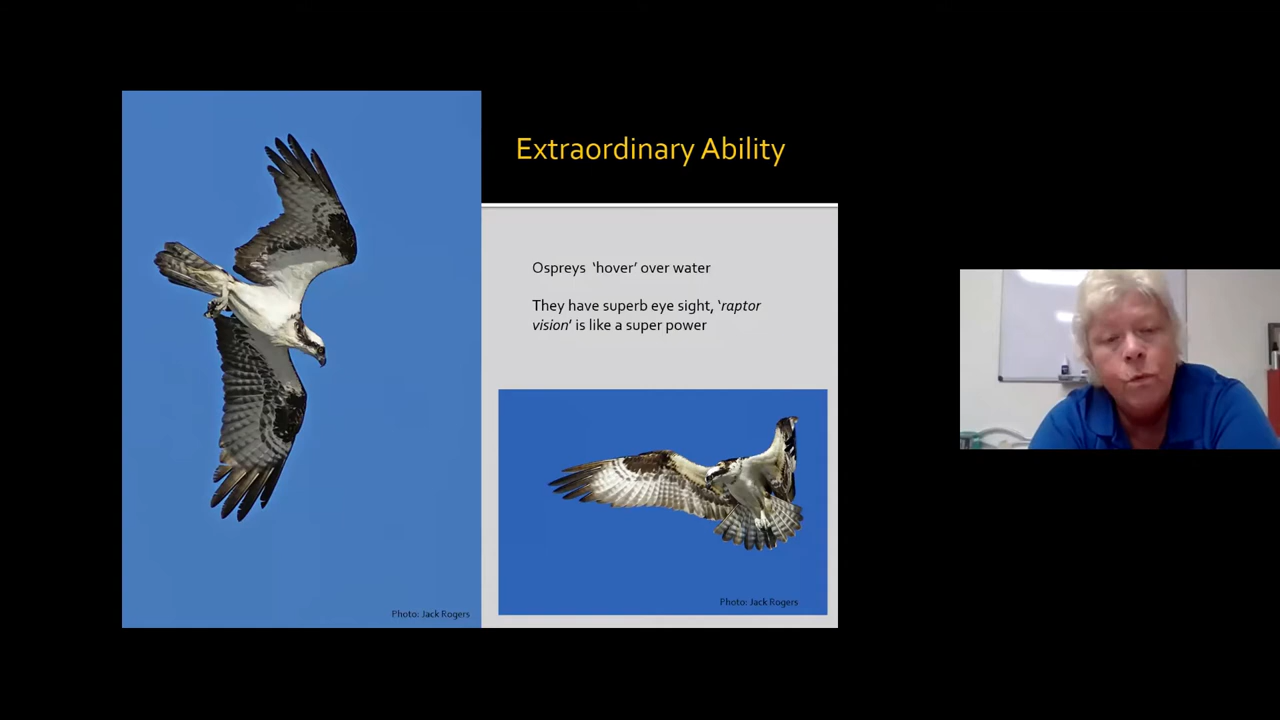 Extraordinary Ability
Ospreys ‘hover’ over water
They have superb eye sight, ‘raptor
vision’ is like a super power
Photo: Jack Rogers
Photo: Jack Rogers